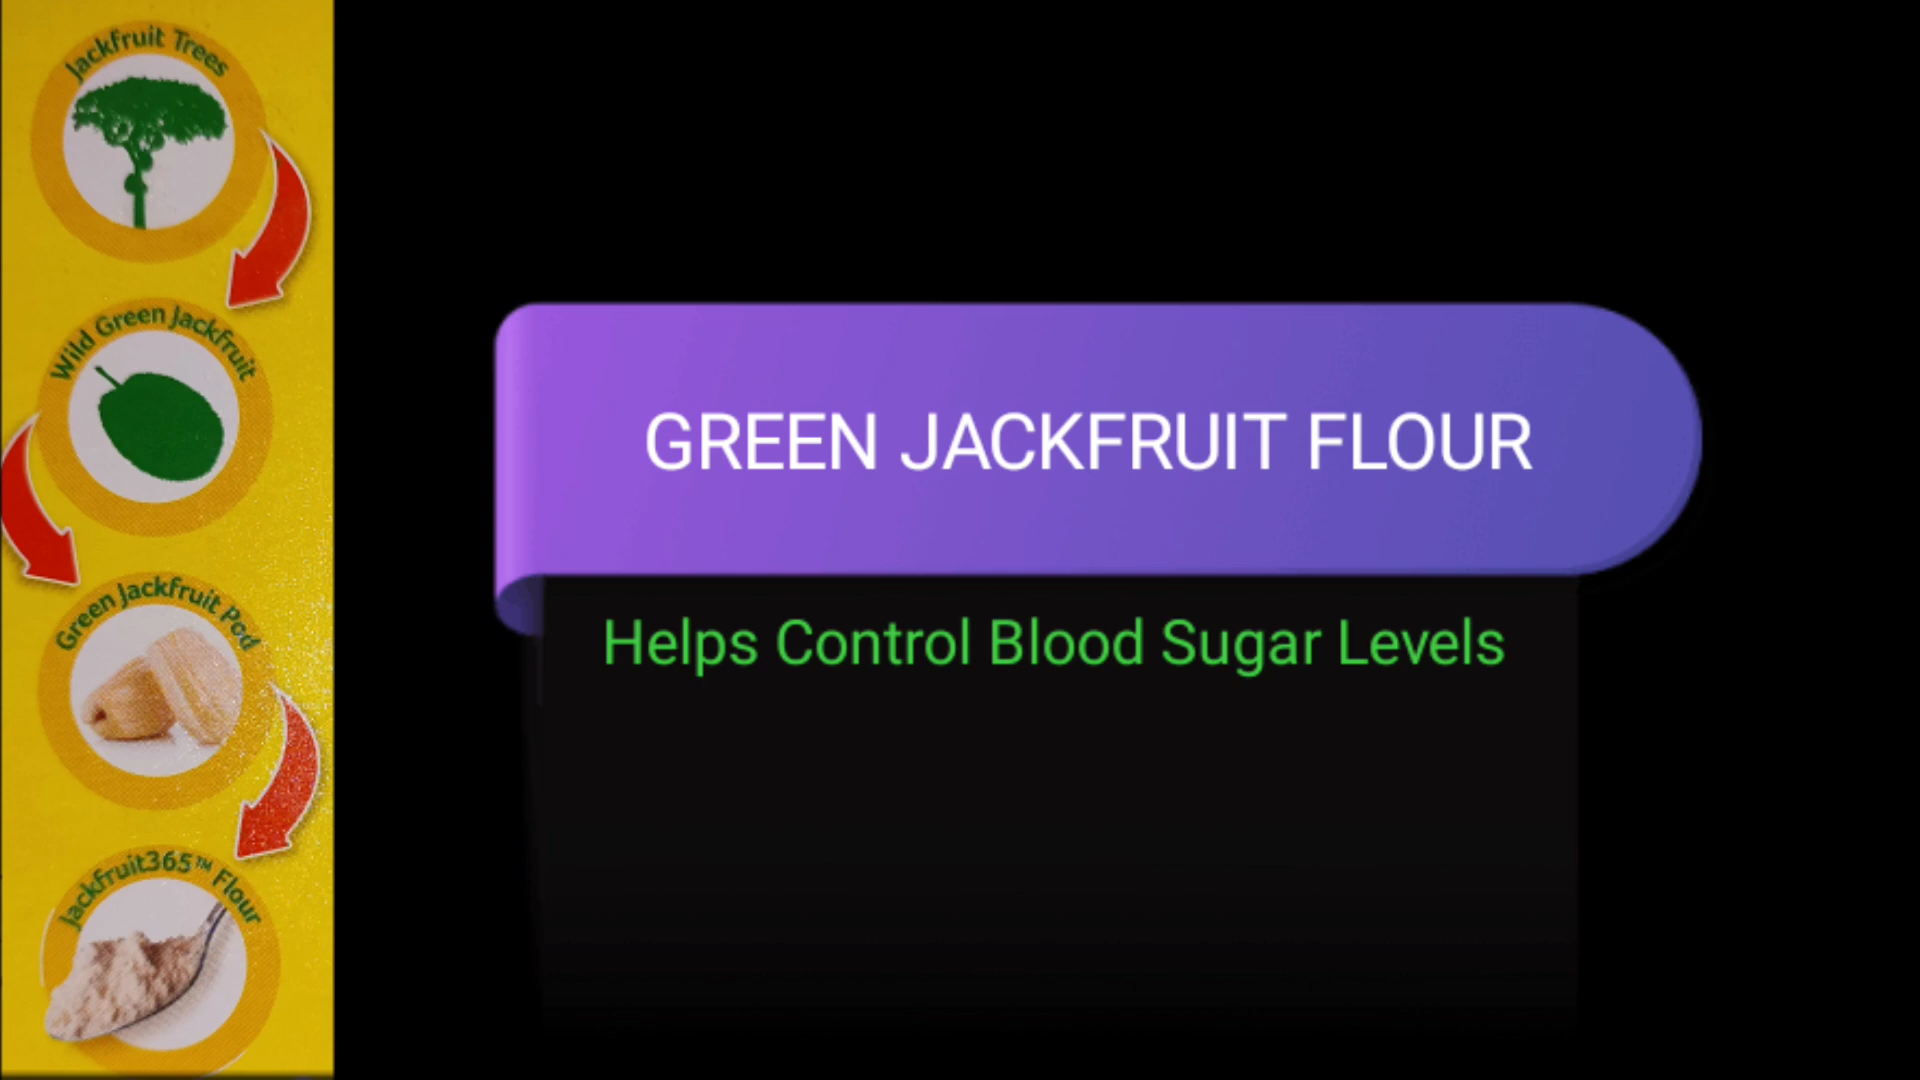 Jackfruit Trees
Wild Green Jackfruit
Green Jackfruit Pod
Jackfruit365™ Flour
GREEN JACKFRUIT FLOUR
Helps Control Blood Sugar Levels